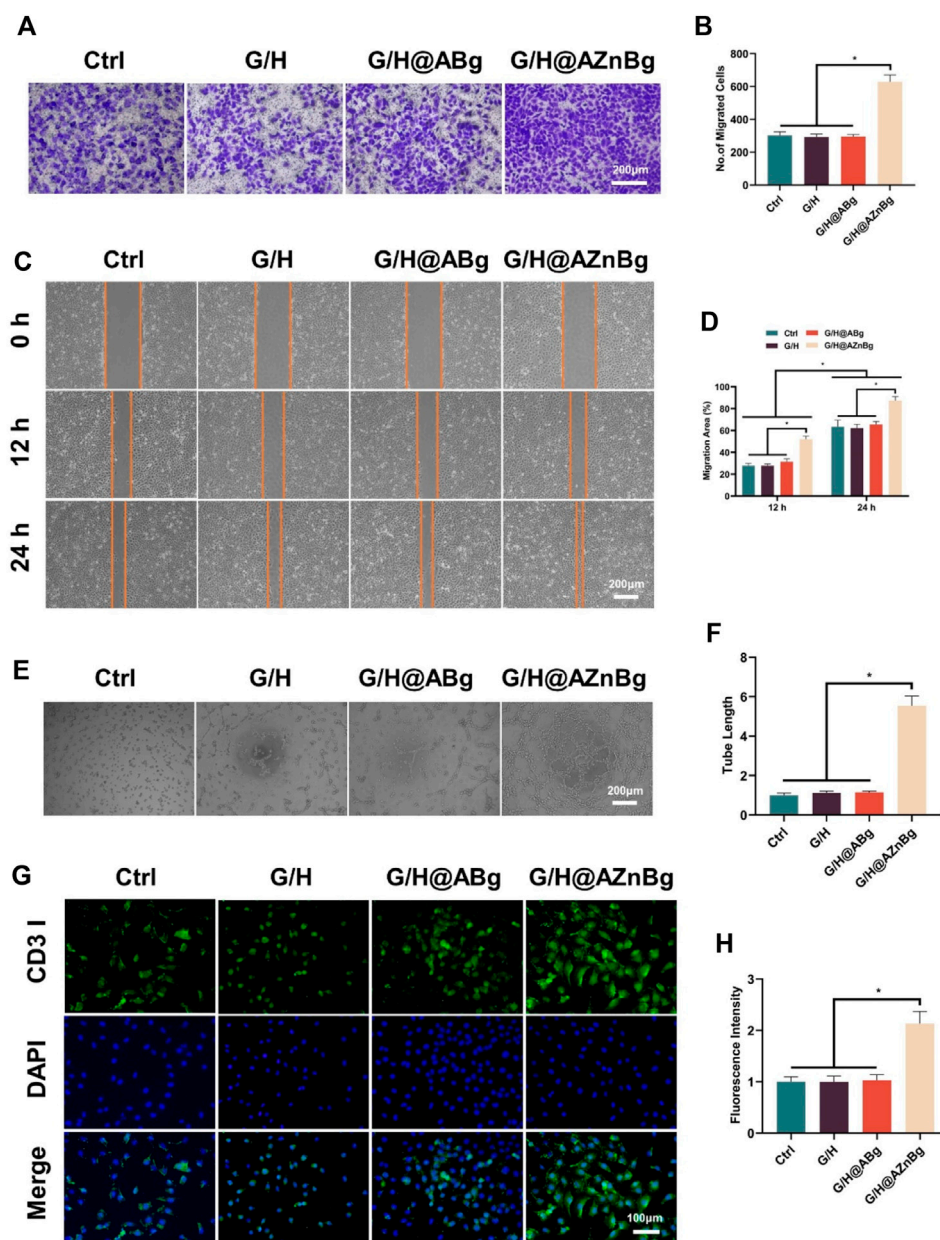 A
Ctrl G/H G/H@ABg G/H@AZnBg
200μm
B
No.of Migrated Cells
800
600
400
200
0
*
Ctrl
G/H
G/H@ABg
G/H@AZnBg
C
Ctrl G/H G/H@ABg G/H@AZnBg
0 h
12 h
24 h
200μm
D
Ctrl G/H@ABg
G/H G/H@AZnBg
Migration Area (%)
100
80
60
40
20
0
*
*
*
12 h 24 h
E
Ctrl G/H G/H@ABg G/H@AZnBg
200μm
F
Tube Length
8
6
4
2
0
*
Ctrl
G/H
G/H@ABg
G/H@AZnBg
G
Ctrl G/H G/H@ABg G/H@AZnBg
CD3 I
DAPI
Merge
100μm
H
Fluorescence Intensity
3
2
1
0
*
Ctrl
G/H
G/H@ABg
G/H@AZnBg